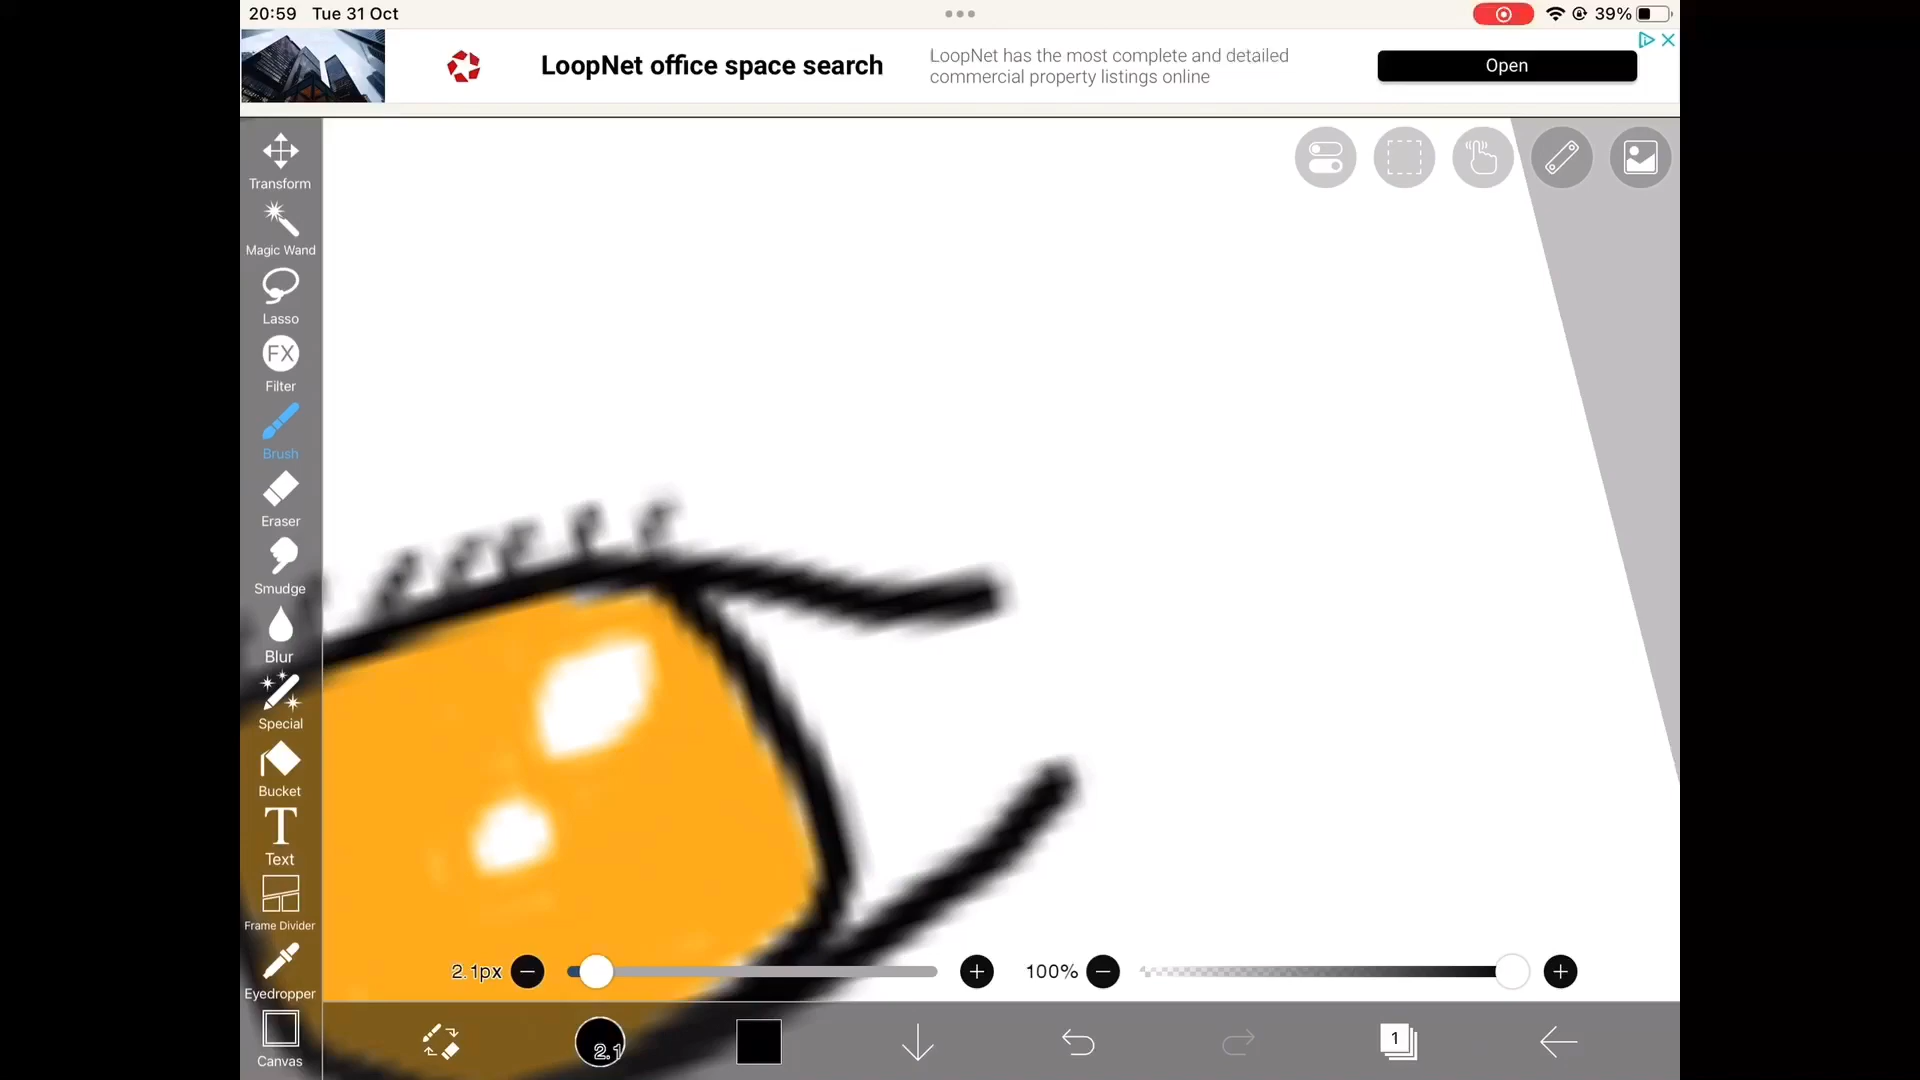 20:59 Tue 31 Oct
39%
LoopNet office space search
LoopNet has the most complete and detailed
commercial property listings online
Open
Transform
Magic Wand
Lasso
FX
Filter
Brush
Eraser
Smudge
Blur
Special
Bucket
T
Text
Frame Divider
Eyedropper
Canvas
2.1px
100%
2.1
1